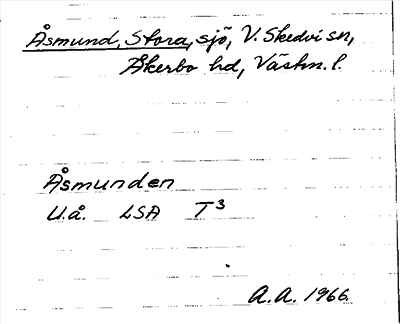 Åsmund, Stora, sjö, V. Skedvi sn,
Åkerbo hd, Västm. l.
Åsmunden
U.å. LSA T³
A.A. 1966.